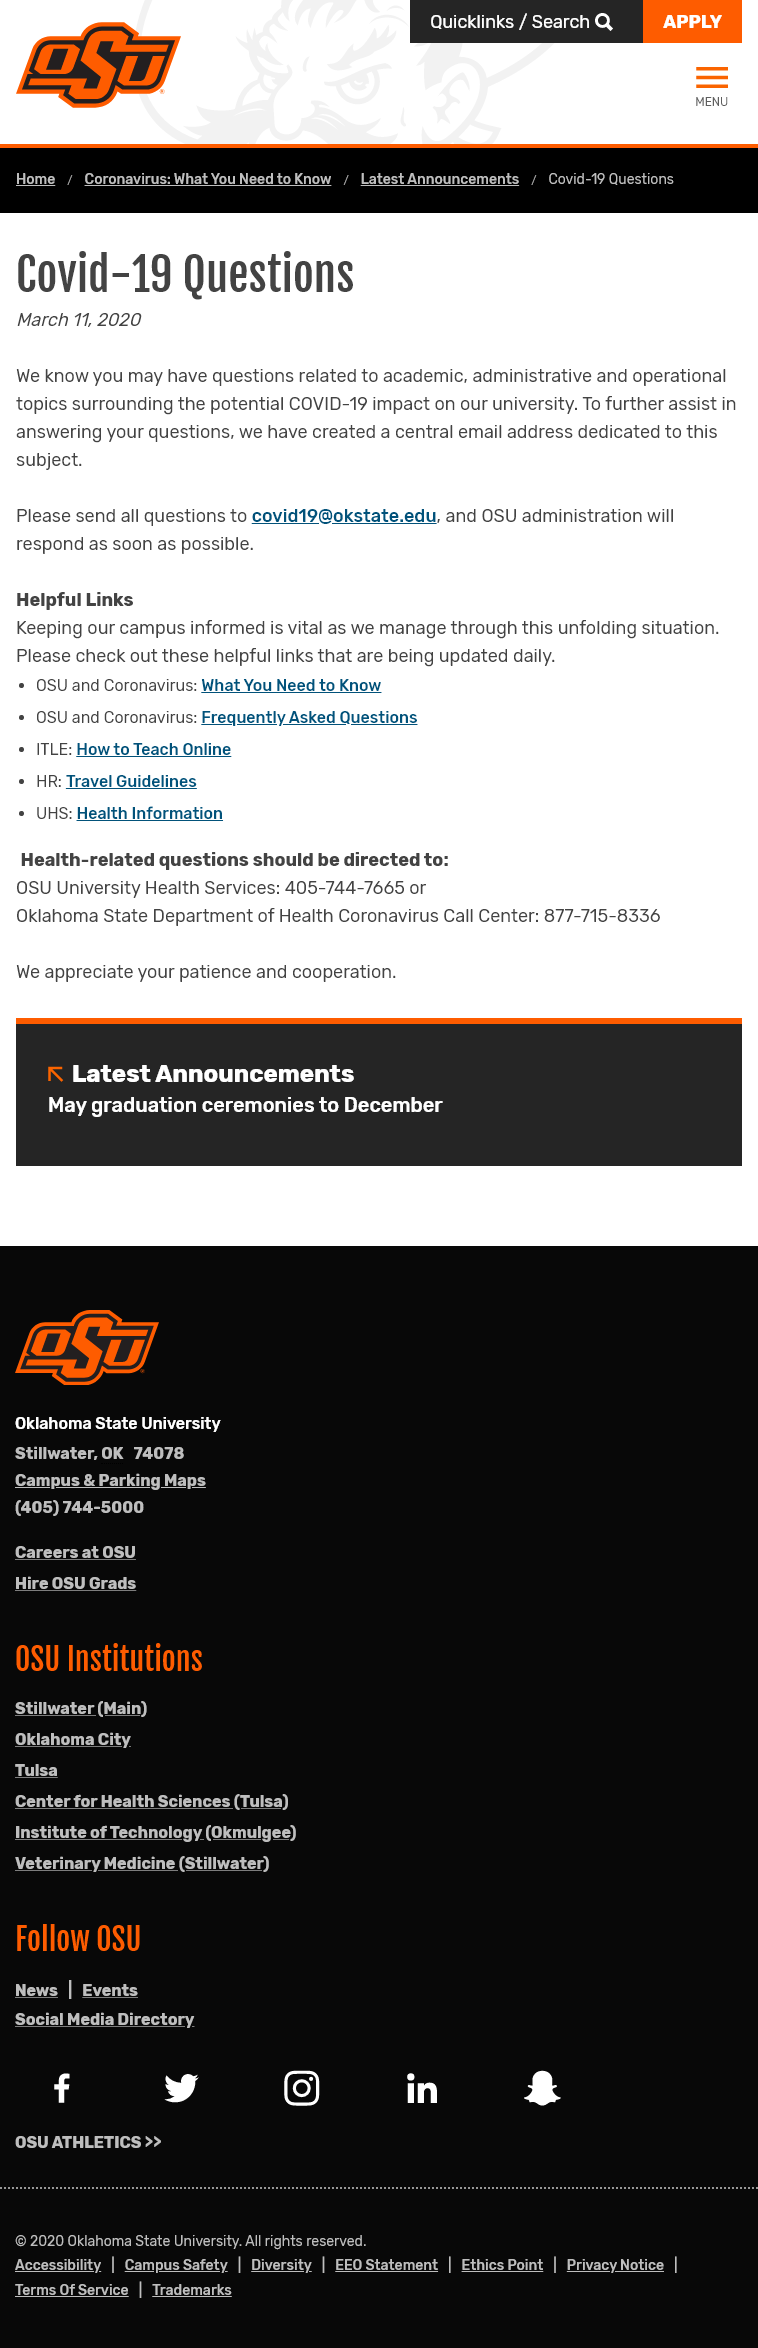 OSU
Quicklinks / Search
APPLY
MENU
Home / Coronavirus: What You Need to Know / Latest Announcements / Covid-19 Questions
Covid-19 Questions
March 11, 2020
We know you may have questions related to academic, administrative and operational
topics surrounding the potential COVID-19 impact on our university. To further assist in
answering your questions, we have created a central email address dedicated to this
subject.
Please send all questions to covid19@okstate.edu, and OSU administration will
respond as soon as possible.
Helpful Links
Keeping our campus informed is vital as we manage through this unfolding situation.
Please check out these helpful links that are being updated daily.
• OSU and Coronavirus: What You Need to Know
• OSU and Coronavirus: Frequently Asked Questions
• ITLE: How to Teach Online
• HR: Travel Guidelines
• UHS: Health Information
Health-related questions should be directed to:
OSU University Health Services: 405-744-7665 or
Oklahoma State Department of Health Coronavirus Call Center: 877-715-8336
We appreciate your patience and cooperation.
Latest Announcements
May graduation ceremonies to December
OSU
Oklahoma State University
Stillwater, OK 74078
Campus & Parking Maps
(405) 744-5000
Careers at OSU
Hire OSU Grads
OSU Institutions
Stillwater (Main)
Oklahoma City
Tulsa
Center for Health Sciences (Tulsa)
Institute of Technology (Okmulgee)
Veterinary Medicine (Stillwater)
Follow OSU
News | Events
Social Media Directory
OSU ATHLETICS >>
© 2020 Oklahoma State University. All rights reserved.
Accessibility | Campus Safety | Diversity | EEO Statement | Ethics Point | Privacy Notice |
Terms Of Service | Trademarks